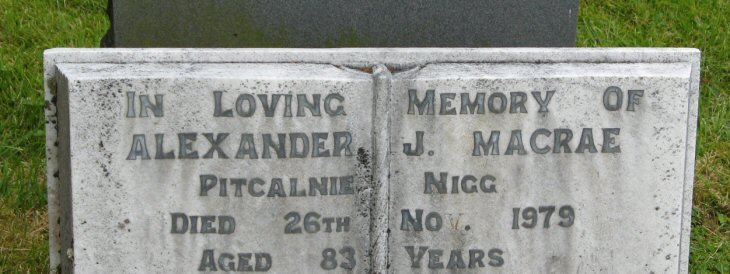 IN LOVING MEMORY OF
ALEXANDER J. MACRAE
PITCALNIE NIGG
DIED 26TH NOV. 1979
AGED 83 YEARS